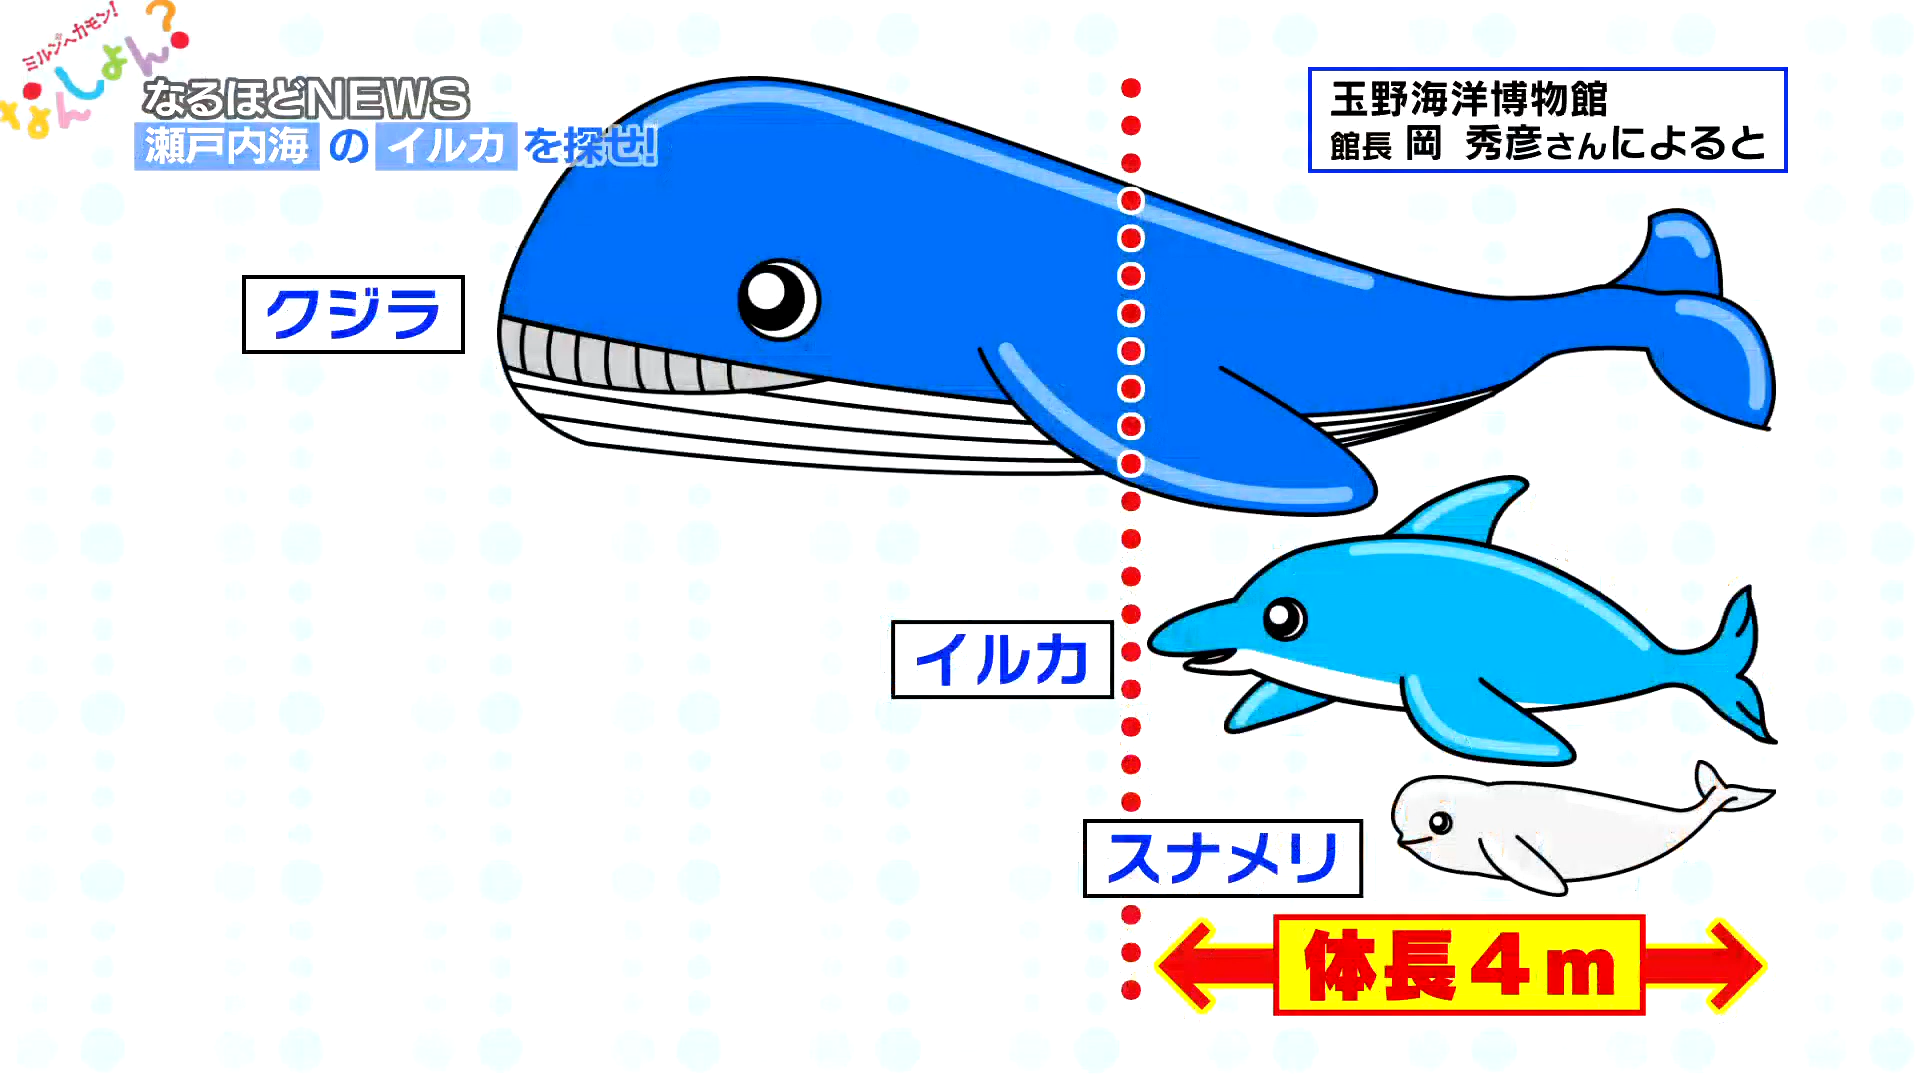 ミルンへカモン!
なんしょん?
なるほどNEWS
瀬戸内海 の イルカ を探せ!
玉野海洋博物館
館長 岡 秀彦さんによると
クジラ
イルカ
スナメリ
体長4m